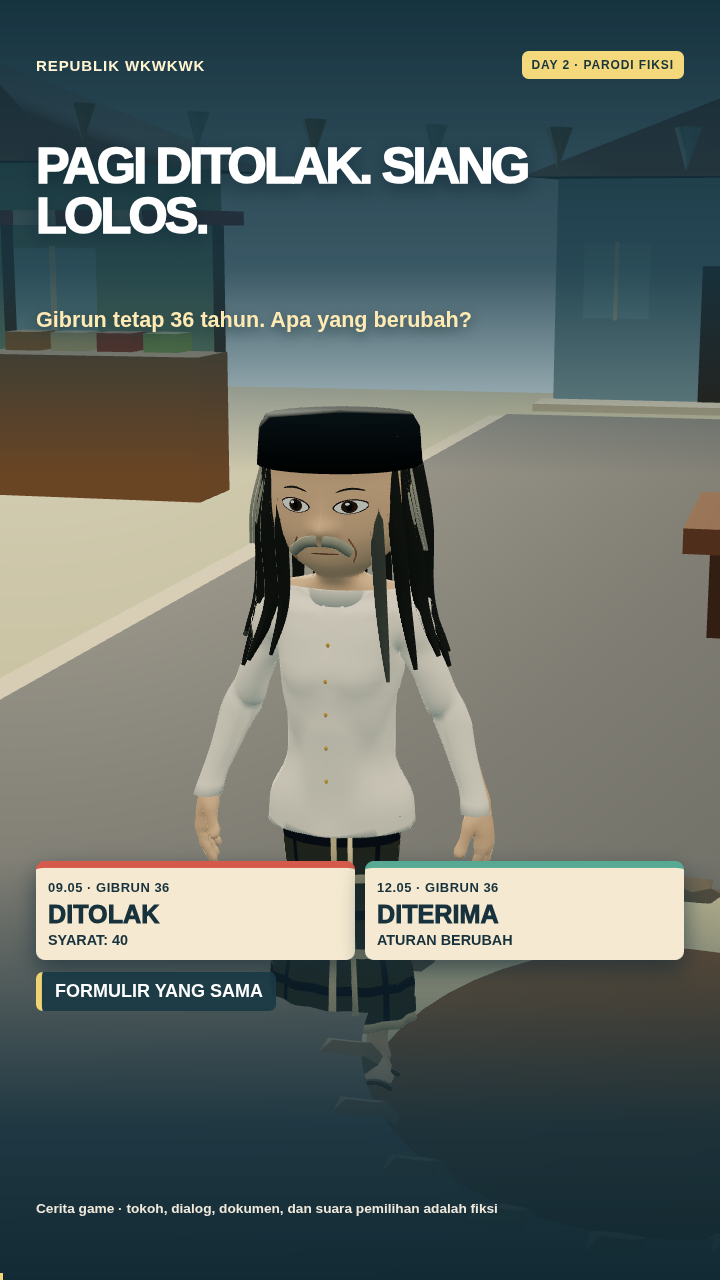 REPUBLIK WKWKWK
DAY 2 · PARODI FIKSI
PAGI DITOLAK. SIANG
LOLOS.
Gibrun tetap 36 tahun. Apa yang berubah?
09.05 · GIBRUN 36
DITOLAK
SYARAT: 40
12.05 · GIBRUN 36
DITERIMA
ATURAN BERUBAH
FORMULIR YANG SAMA
Cerita game · tokoh, dialog, dokumen, dan suara pemilihan adalah fiksi